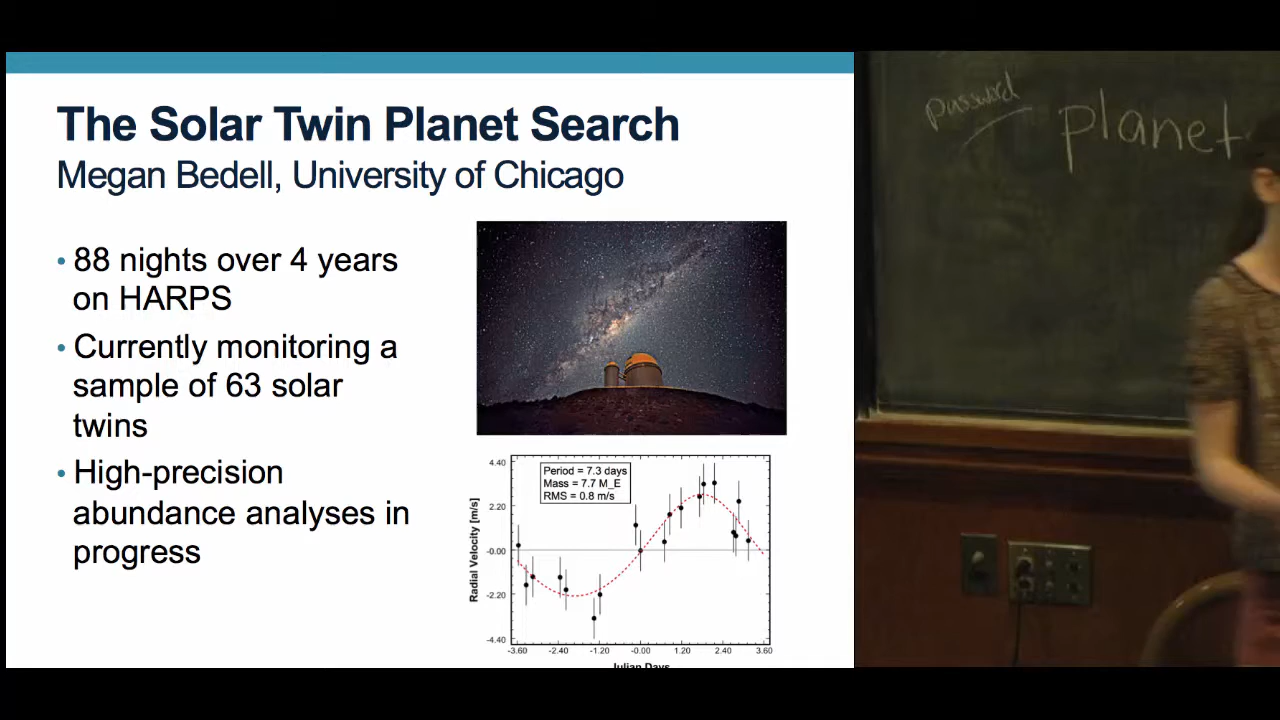 The Solar Twin Planet Search
Megan Bedell, University of Chicago
• 88 nights over 4 years
on HARPS
• Currently monitoring a
sample of 63 solar
twins
• High-precision
abundance analyses in
progress
Period = 7.3 days
Mass = 7.7 M_E
RMS = 0.8 m/s
Radial Velocity [m/s]
4.40
2.20
-0.00
-2.20
-4.40
-3.60 -2.40 -1.20 -0.00 1.20 2.40 3.60
Julian Days
password
planet